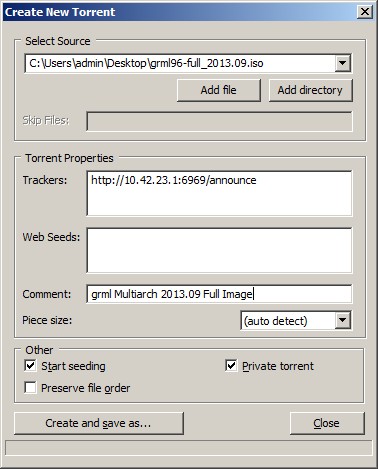 Create New Torrent
Select Source
C:\Users\admin\Desktop\grml96-full_2013.09.iso
Add file
Add directory
Skip Files:
Torrent Properties
Trackers:
http://10.42.23.1:6969/announce
Web Seeds:
Comment:
grml Multiarch 2013.09 Full Image
Piece size:
(auto detect)
Other
Start seeding
Private torrent
Preserve file order
Create and save as...
Close